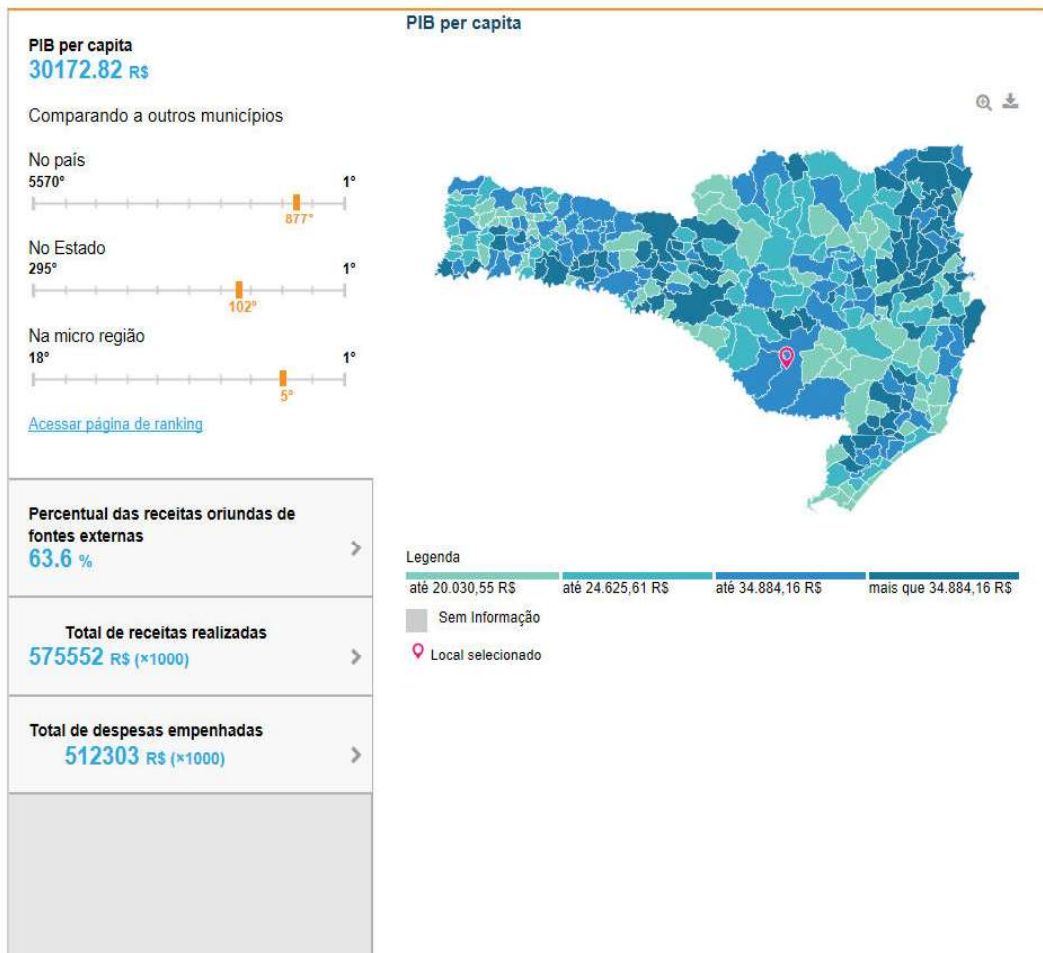 PIB per capita
30172.82 R$
Comparando a outros municípios
No país
5570° 1°
877°
No Estado
295° 1°
102°
Na micro região
18° 1°
5°
Acessar página de ranking
Percentual das receitas oriundas de
fontes externas
63.6 %
Total de receitas realizadas
575552 R$ (×1000)
Total de despesas empenhadas
512303 R$ (×1000)
PIB per capita
Legenda
até 20.030,55 R$ até 24.625,61 R$ até 34.884,16 R$ mais que 34.884,16 R$
Sem Informação
Local selecionado